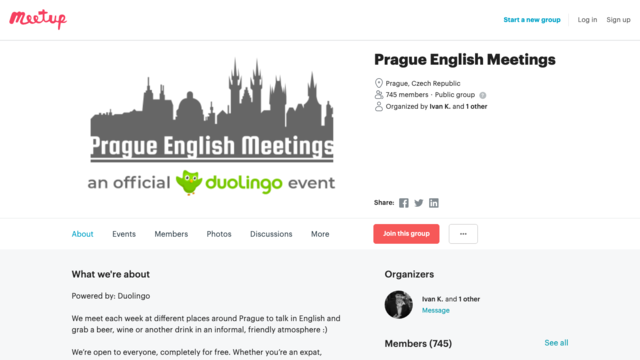 Meetup
Start a new group
Log in
Sign up
Prague English Meetings
an official duolingo event
Prague English Meetings
Prague, Czech Republic
745 members · Public group
Organized by Ivan K. and 1 other
Share:
About
Events
Members
Photos
Discussions
More
Join this group
...
What we're about
Powered by: Duolingo
We meet each week at different places around Prague to talk in English and
grab a beer, wine or another drink in an informal, friendly atmosphere :)
We're open to everyone, completely for free. Whether you're an expat,
Organizers
Ivan K. and 1 other
Message
Members (745)
See all